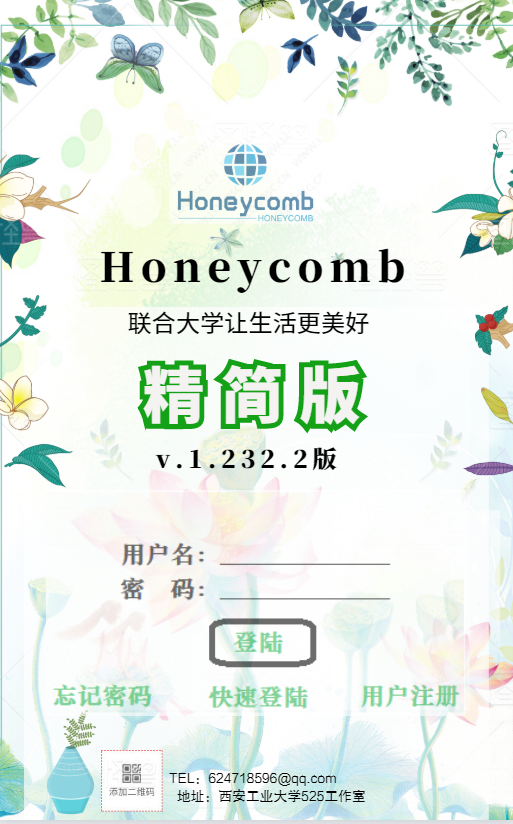 Honeycomb
HONEYCOMB
Honeycomb
联合大学让生活更美好
精简版
v.1.232.2版
用户名：
密 码：
登陆
忘记密码 快速登陆 用户注册
添加二维码
TEL：624718596@qq.com
地址：西安工业大学525工作室